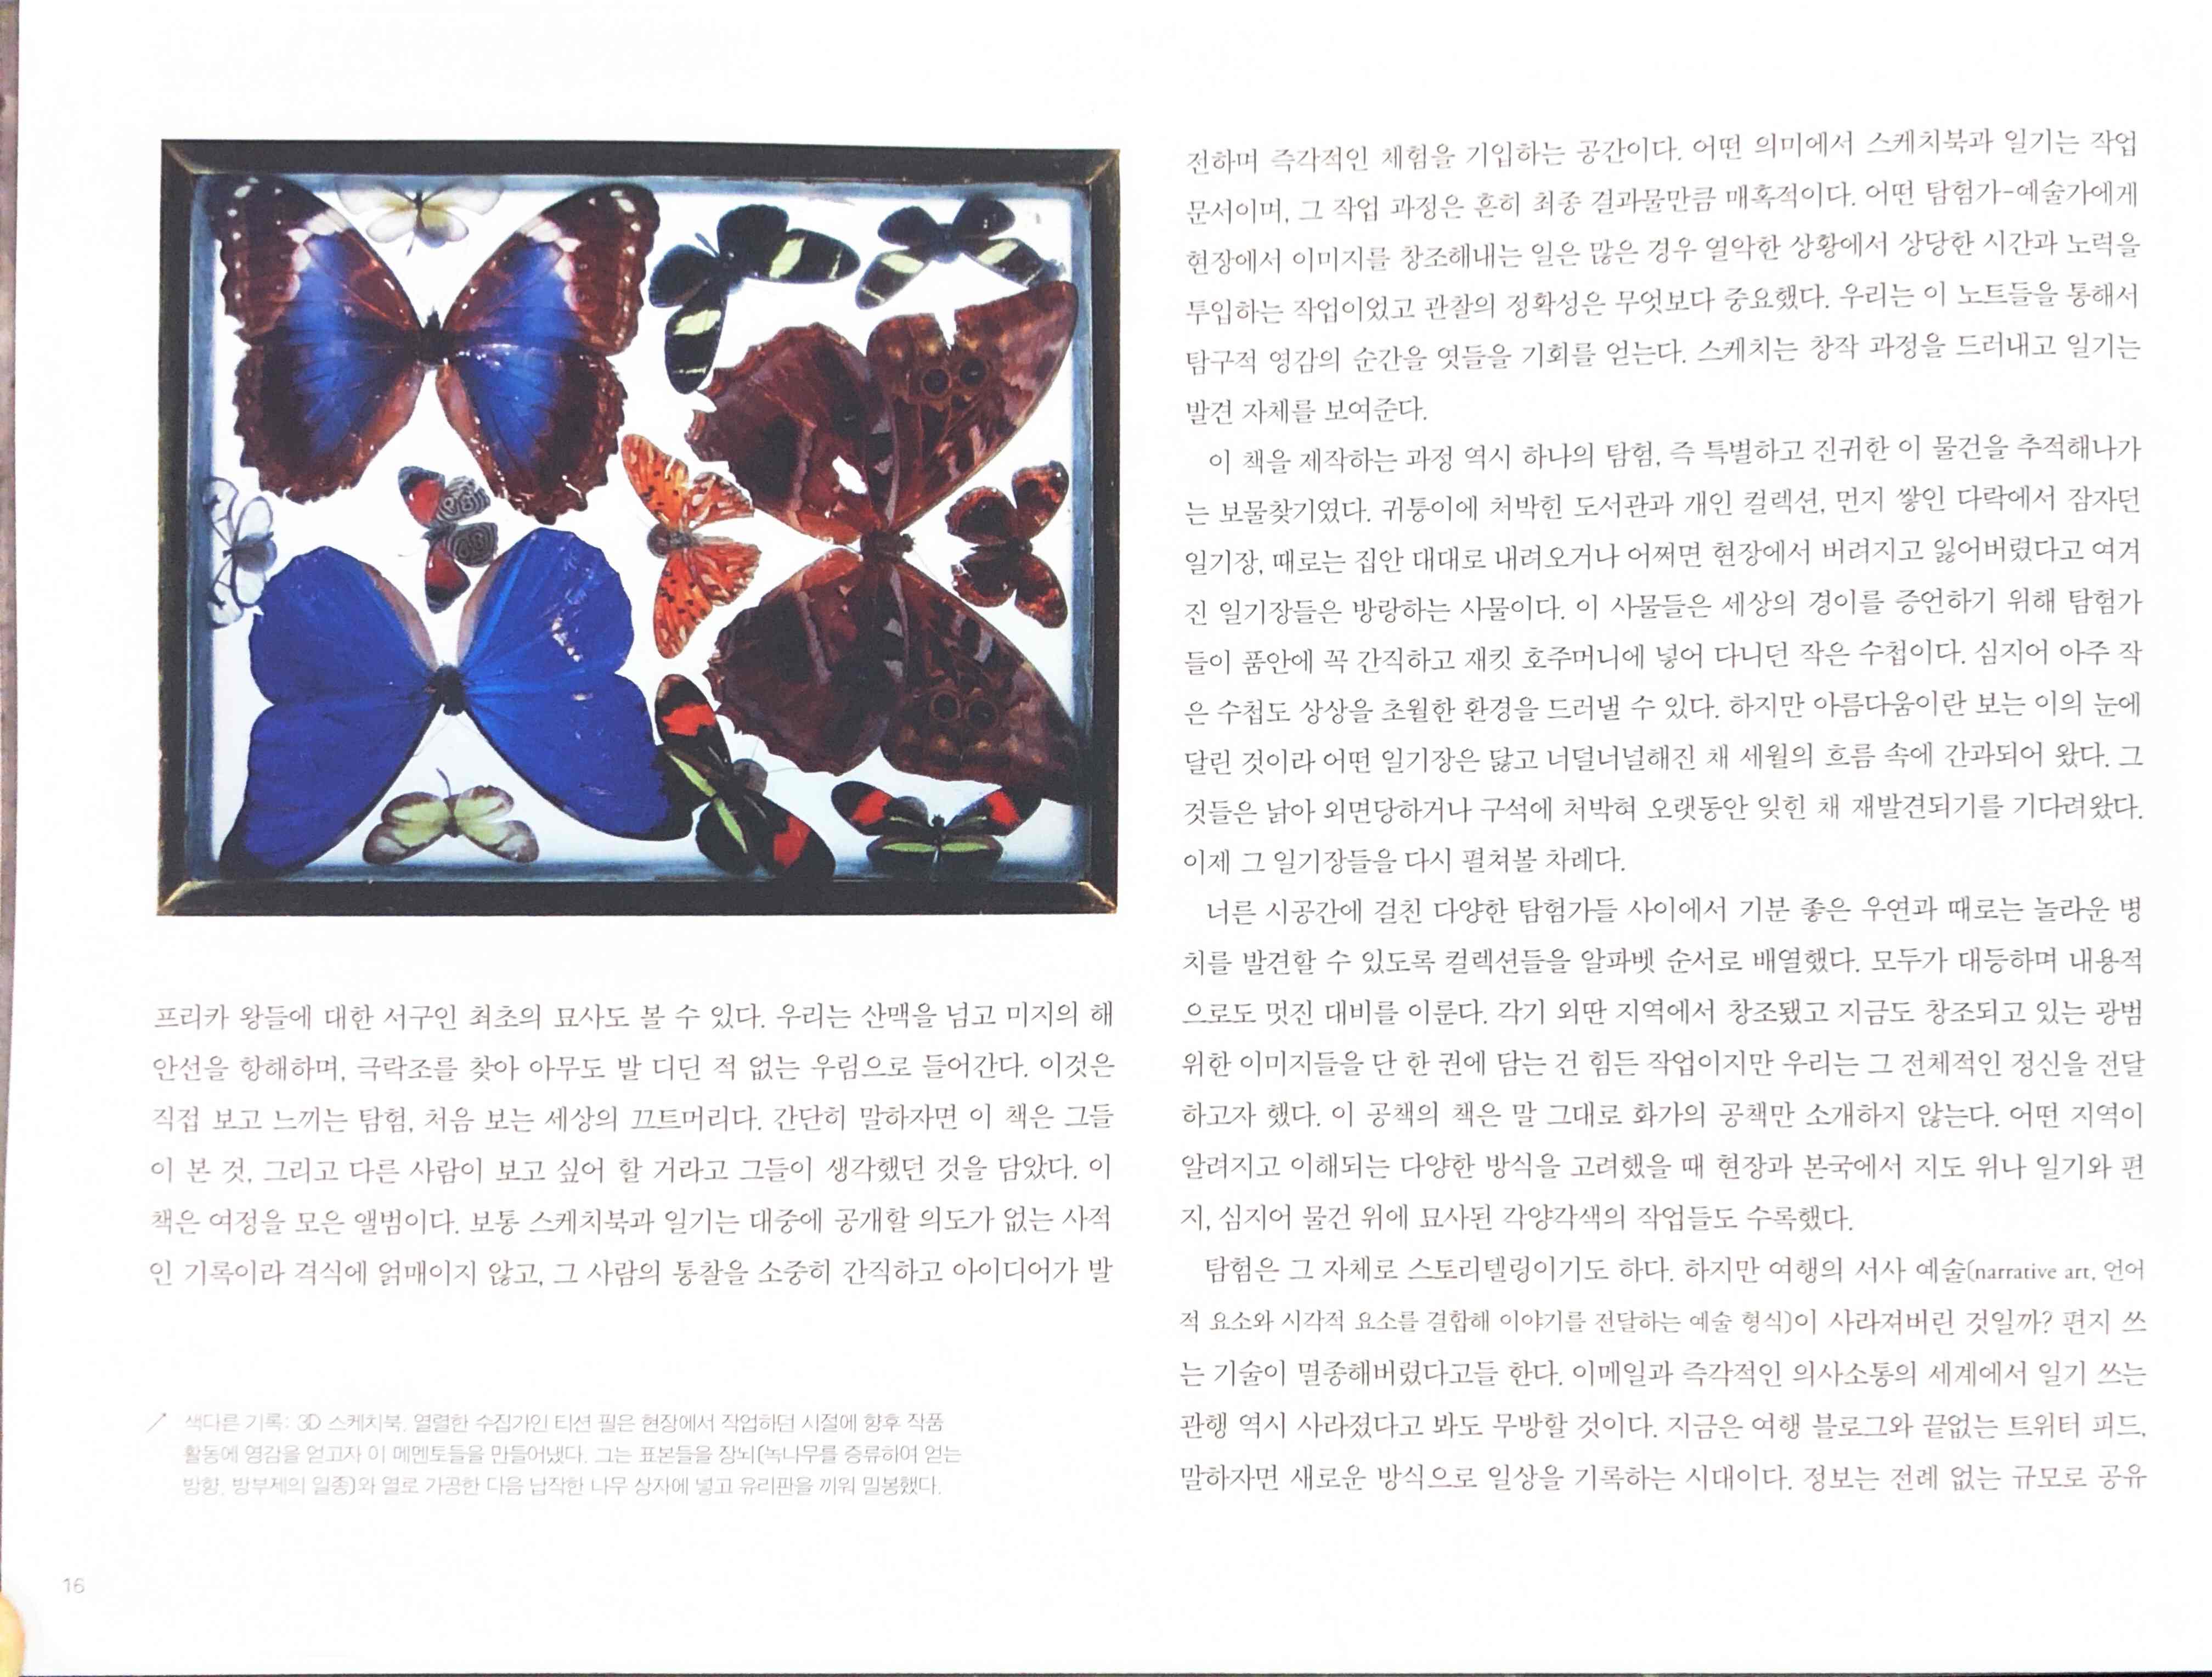 프리카 왕들에 대한 서구인 최초의 묘사도 볼 수 있다. 우리는 산맥을 넘고 미지의 해
안선을 항해하며, 극락조를 찾아 아무도 발 디딘 적 없는 우림으로 들어간다. 이것은
직접 보고 느끼는 탐험, 처음 보는 세상의 끄트머리다. 간단히 말하자면 이 책은 그들
이 본 것, 그리고 다른 사람이 보고 싶어 할 거라고 그들이 생각했던 것을 담았다. 이
책은 여정을 모은 앨범이다. 보통 스케치북과 일기는 대중에 공개할 의도가 없는 사적
인 기록이라 격식에 얽매이지 않고, 그 사람의 통찰을 소중히 간직하고 아이디어가 발
↗ 색다른 기록: 3D 스케치북. 열렬한 수집가인 티션 필은 현장에서 작업하던 시절에 향후 작품
활동에 영감을 얻고자 이 메멘토들을 만들어냈다. 그는 표본들을 장뇌(녹나무를 증류하여 얻는
방향, 방부제의 일종)와 열로 가공한 다음 납작한 나무 상자에 넣고 유리판을 끼워 밀봉했다.
16
전하며 즉각적인 체험을 기입하는 공간이다. 어떤 의미에서 스케치북과 일기는 작업
문서이며, 그 작업 과정은 흔히 최종 결과물만큼 매혹적이다. 어떤 탐험가-예술가에게
현장에서 이미지를 창조해내는 일은 많은 경우 열악한 상황에서 상당한 시간과 노력을
투입하는 작업이었고 관찰의 정확성은 무엇보다 중요했다. 우리는 이 노트들을 통해서
탐구적 영감의 순간을 엿들을 기회를 얻는다. 스케치는 창작 과정을 드러내고 일기는
발견 자체를 보여준다.
이 책을 제작하는 과정 역시 하나의 탐험, 즉 특별하고 진귀한 이 물건을 추적해나가
는 보물찾기였다. 귀퉁이에 처박힌 도서관과 개인 컬렉션, 먼지 쌓인 다락에서 잠자던
일기장, 때로는 집안 대대로 내려오거나 어쩌면 현장에서 버려지고 잃어버렸다고 여겨
진 일기장들은 방랑하는 사물이다. 이 사물들은 세상의 경이를 증언하기 위해 탐험가
들이 품안에 꼭 간직하고 재킷 호주머니에 넣어 다니던 작은 수첩이다. 심지어 아주 작
은 수첩도 상상을 초월한 환경을 드러낼 수 있다. 하지만 아름다움이란 보는 이의 눈에
달린 것이라 어떤 일기장은 닳고 너덜너덜해진 채 세월의 흐름 속에 간과되어 왔다. 그
것들은 낡아 외면당하거나 구석에 처박혀 오랫동안 잊힌 채 재발견되기를 기다려왔다.
이제 그 일기장들을 다시 펼쳐볼 차례다.
너른 시공간에 걸친 다양한 탐험가들 사이에서 기분 좋은 우연과 때로는 놀라운 병
치를 발견할 수 있도록 컬렉션들을 알파벳 순서로 배열했다. 모두가 대등하며 내용적
으로도 멋진 대비를 이룬다. 각기 외딴 지역에서 창조됐고 지금도 창조되고 있는 광범
위한 이미지들을 단 한 권에 담는 건 힘든 작업이지만 우리는 그 전체적인 정신을 전달
하고자 했다. 이 공책의 책은 말 그대로 화가의 공책만 소개하지 않는다. 어떤 지역이
알려지고 이해되는 다양한 방식을 고려했을 때 현장과 본국에서 지도 위나 일기와 편
지, 심지어 물건 위에 묘사된 각양각색의 작업들도 수록했다.
탐험은 그 자체로 스토리텔링이기도 하다. 하지만 여행의 서사 예술(narrative art, 언어
적 요소와 시각적 요소를 결합해 이야기를 전달하는 예술 형식)이 사라져버린 것일까? 편지 쓰
는 기술이 멸종해버렸다고들 한다. 이메일과 즉각적인 의사소통의 세계에서 일기 쓰는
관행 역시 사라졌다고 봐도 무방할 것이다. 지금은 여행 블로그와 끝없는 트위터 피드,
말하자면 새로운 방식으로 일상을 기록하는 시대이다. 정보는 전례 없는 규모로 공유